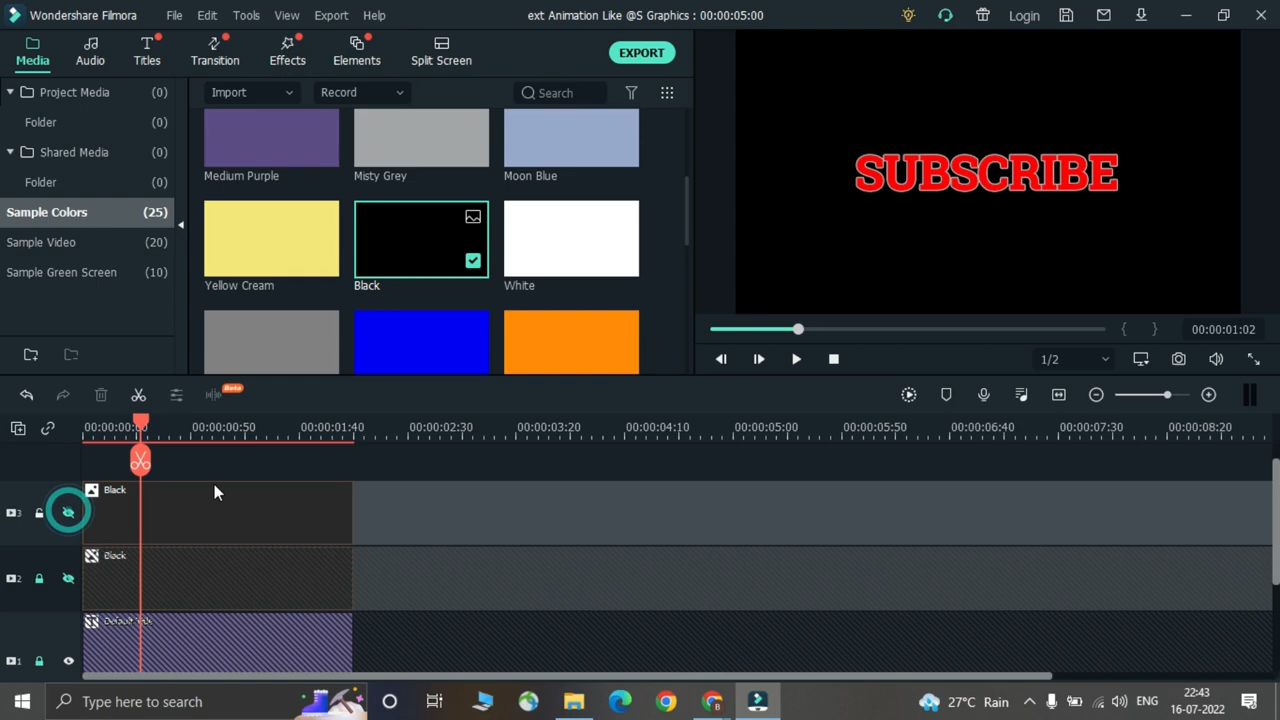 Wondershare Filmora
File
Edit
Tools
View
Export
Help
ext Animation Like @S Graphics : 00:00:05:00
Login
Media
Audio
Titles
Transition
Effects
Elements
Split Screen
EXPORT
Project Media (0)
Folder (0)
Shared Media (0)
Folder (0)
Sample Colors (25)
Sample Video (20)
Sample Green Screen (10)
Import
Record
Search
Medium Purple
Misty Grey
Moon Blue
Yellow Cream
Black
White
SUBSCRIBE
00:00:01:02
1/2
Beta
00:00:00:50
00:00:01:40
00:00:02:30
00:00:03:20
00:00:04:10
00:00:05:00
00:00:05:50
00:00:06:40
00:00:07:30
00:00:08:20
3
Black
2
Black
1
Default Title
Type here to search
27°C Rain
ENG
22:43
16-07-2022